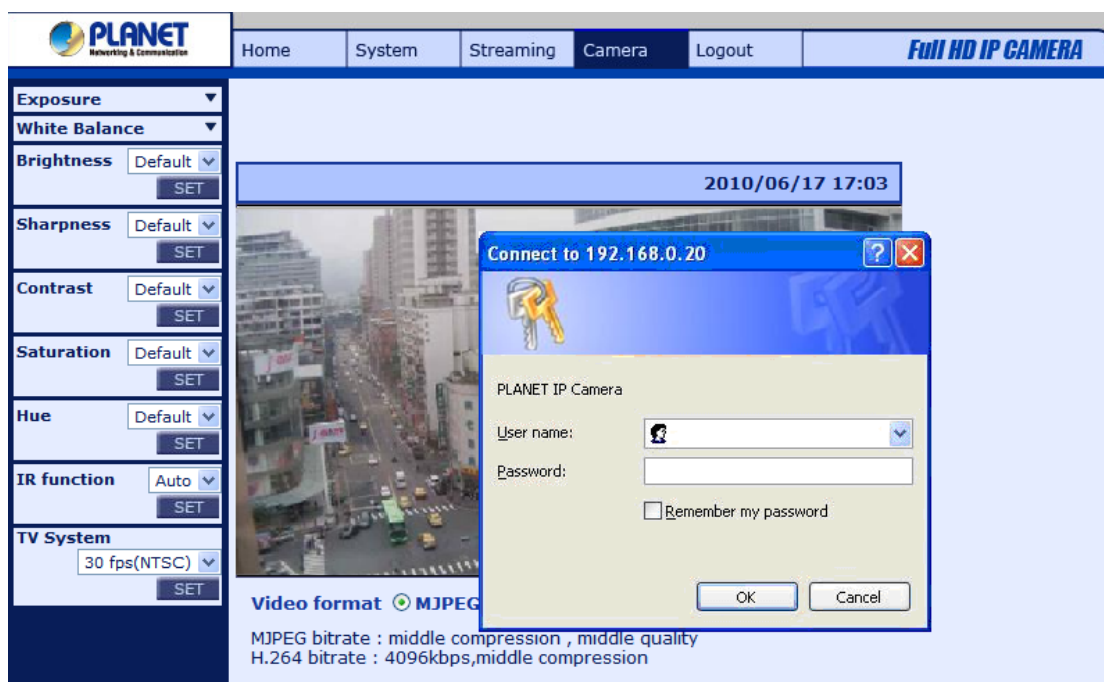 PLANET
Networking & Communication
Home System Streaming Camera Logout
Full HD IP CAMERA
Exposure
White Balance
Brightness Default
SET
Sharpness Default
SET
Contrast Default
SET
Saturation Default
SET
Hue Default
SET
IR function Auto
SET
TV System
30 fps(NTSC)
SET
2010/06/17 17:03
Connect to 192.168.0.20
PLANET IP Camera
User name:
Password:
Remember my password
OK Cancel
Video format MJPEG
MJPEG bitrate : middle compression , middle quality
H.264 bitrate : 4096kbps,middle compression